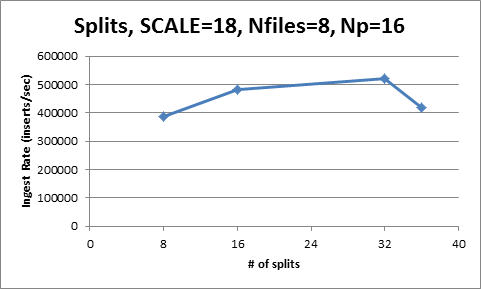 Splits, SCALE=18, Nfiles=8, Np=16
600000
500000
400000
300000
200000
100000
0
Ingest Rate (inserts/sec)
0 8 16 24 32 40
# of splits